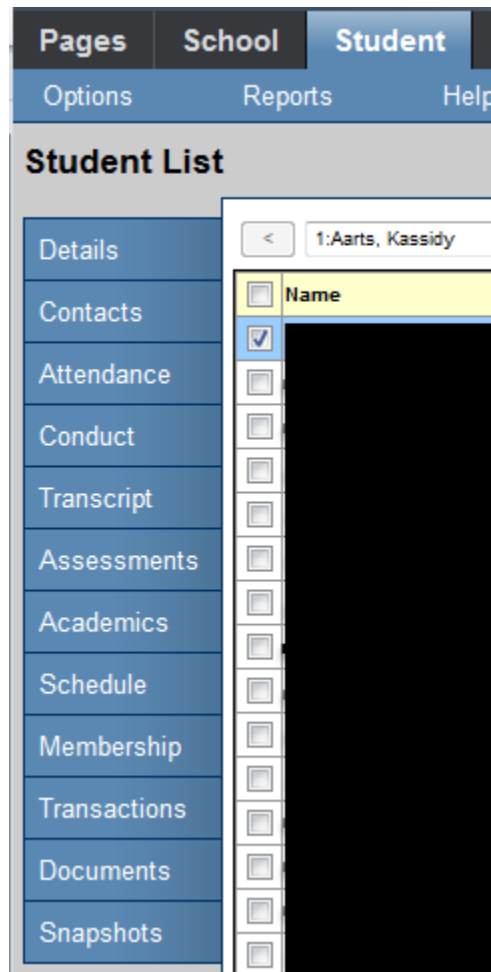 Pages School Student
Options Reports Help
Student List
Details
< 1:Aarts, Kassidy
Contacts
Name
Attendance
Conduct
Transcript
Assessments
Academics
Schedule
Membership
Transactions
Documents
Snapshots